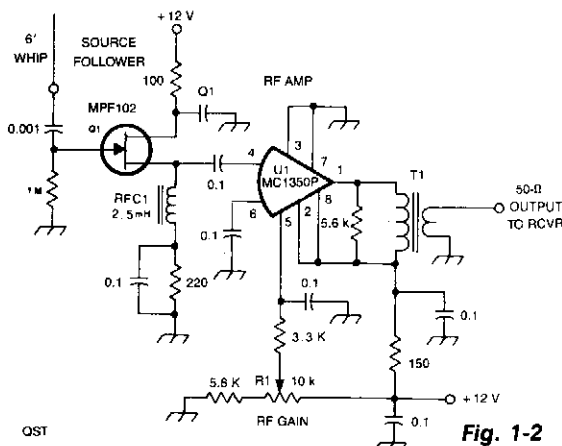 6'
WHIP
SOURCE
FOLLOWER
+12 V
100
RF AMP
MPF102
Q1
Q1
0.001
1M
0.1
4
3
7
1
U1
MC1350P
6
5
2
8
T1
50-Ω
OUTPUT
TO RCVR
RFC1
2.5mH
0.1
5.6 k
0.1
220
0.1
0.1
3.3 K
150
5.6 K
R1
10 k
+12 V
RF GAIN
0.1
QST
Fig. 1-2